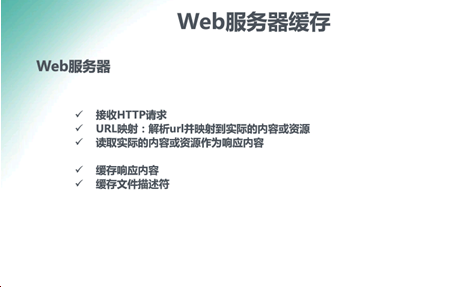 Web服务器缓存
Web服务器
✓ 接收HTTP请求
✓ URL映射：解析url并映射到实际的内容或资源
✓ 读取实际的内容或资源作为响应内容
✓ 缓存响应内容
✓ 缓存文件描述符